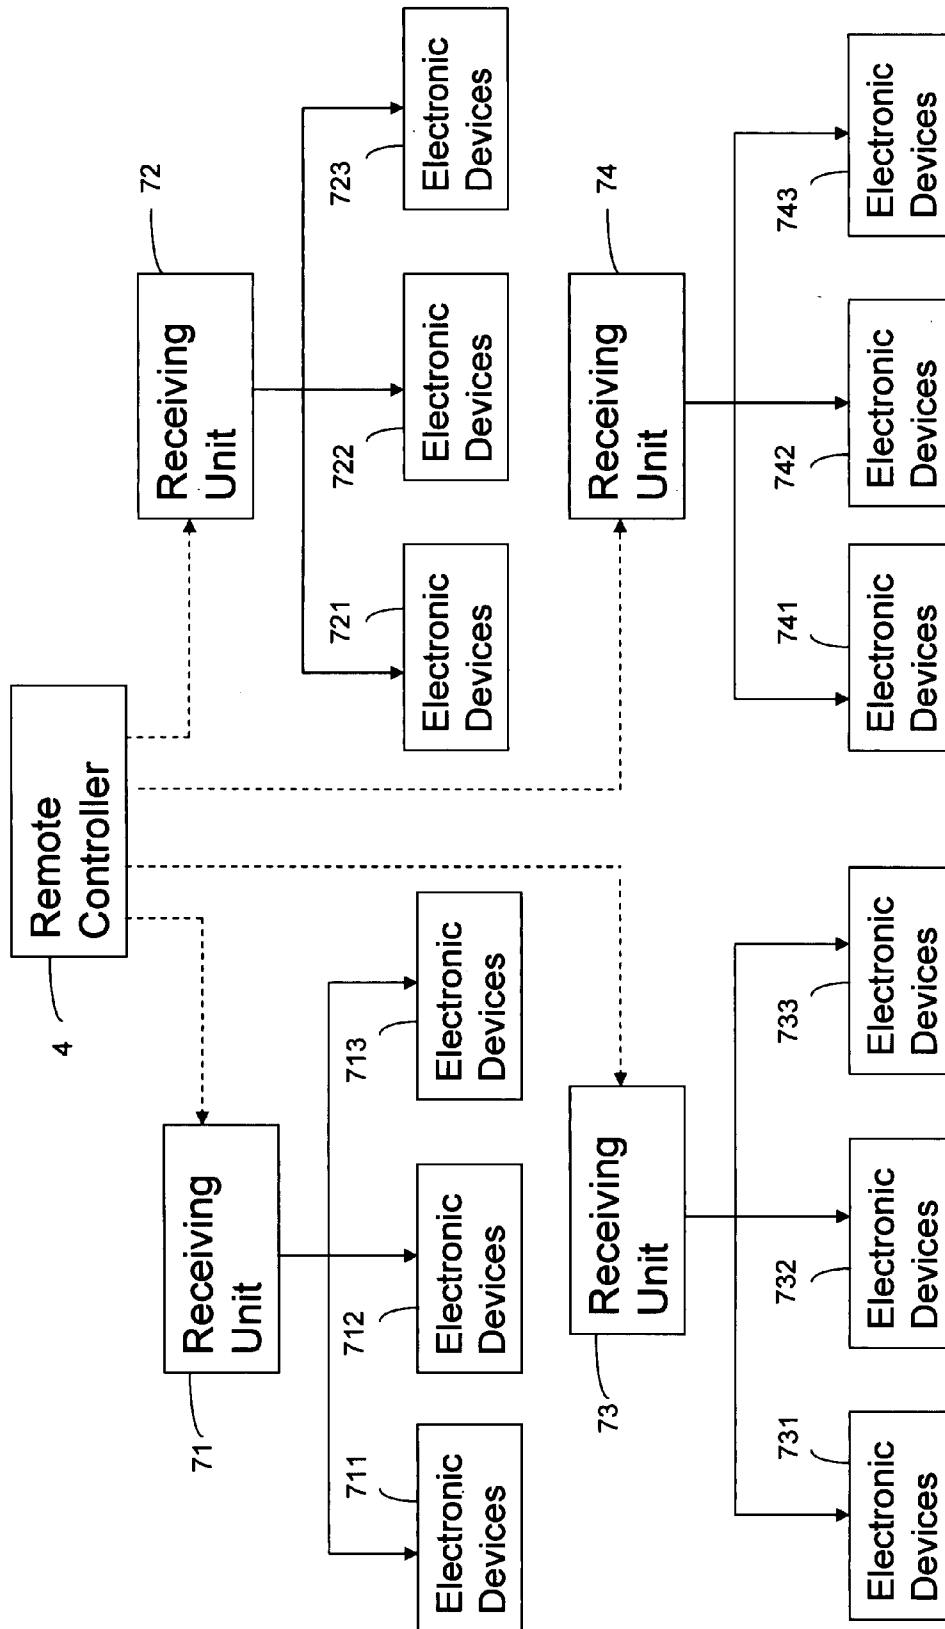 Remote
Controller
4
Receiving
Unit
71
Receiving
Unit
72
711
712
713
721
722
723
Electronic
Devices
Electronic
Devices
Electronic
Devices
Electronic
Devices
Electronic
Devices
Electronic
Devices
Receiving
Unit
73
Receiving
Unit
74
731
732
733
741
742
743
Electronic
Devices
Electronic
Devices
Electronic
Devices
Electronic
Devices
Electronic
Devices
Electronic
Devices